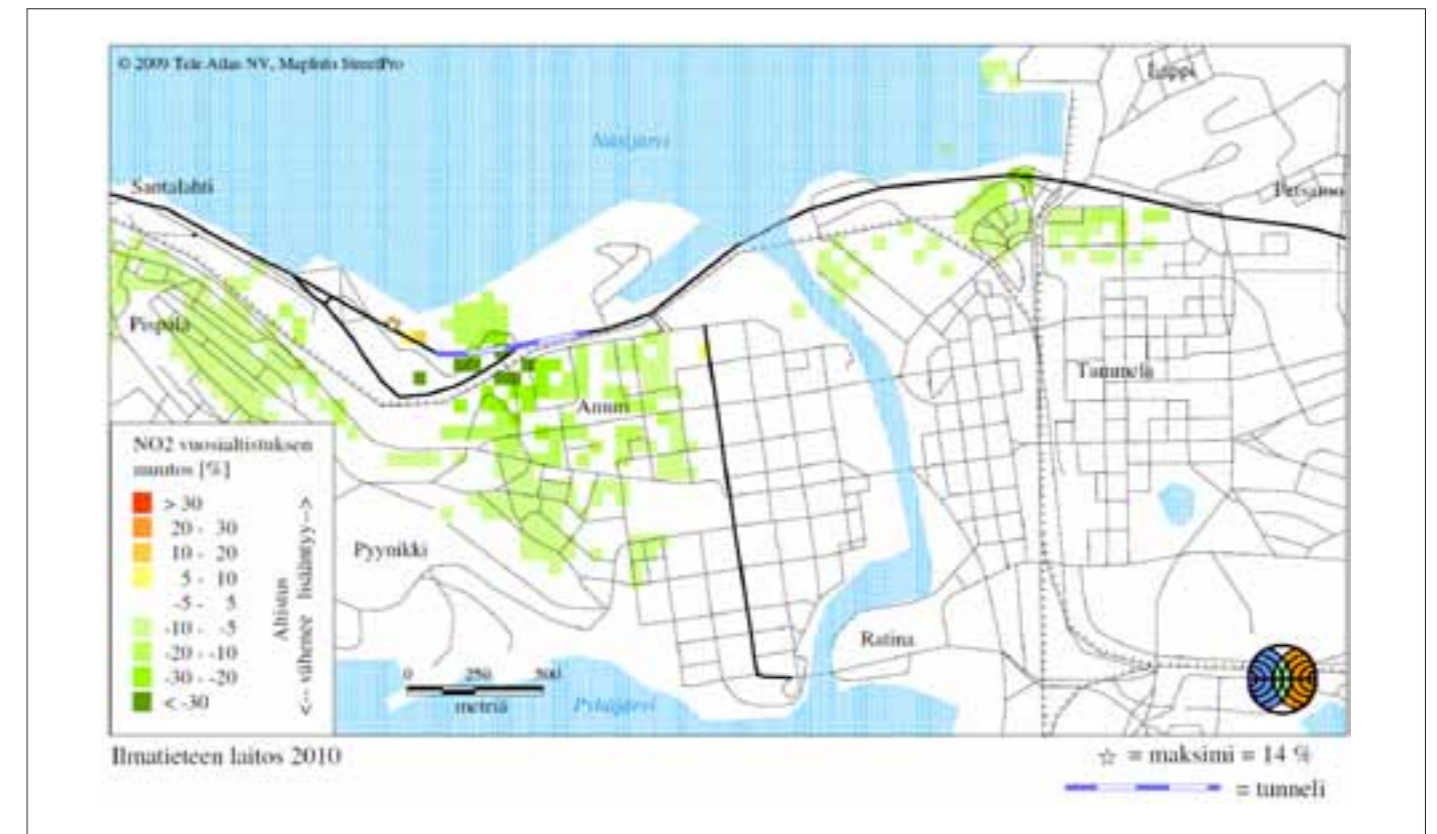 © 2009 Tele Atlas NV, MapInfo StreetPro
Lappi
Näsijärvi
Santalahti
Petsamo
Pispala
Tammela
Amuri
NO2 vuosialtistuksen
muutos [%]
> 30
20 - 30
10 - 20
5 - 10
-5 - 5
-10 - -5
-20 - -10
-30 - -20
< -30
Altistus
<-- vähenee lisääntyy-->
Pyynikki
Ratina
0 250 500
metriä
Pyhäjärvi
Ilmatieteen laitos 2010
☆ = maksimi = 14 %
= tunneli